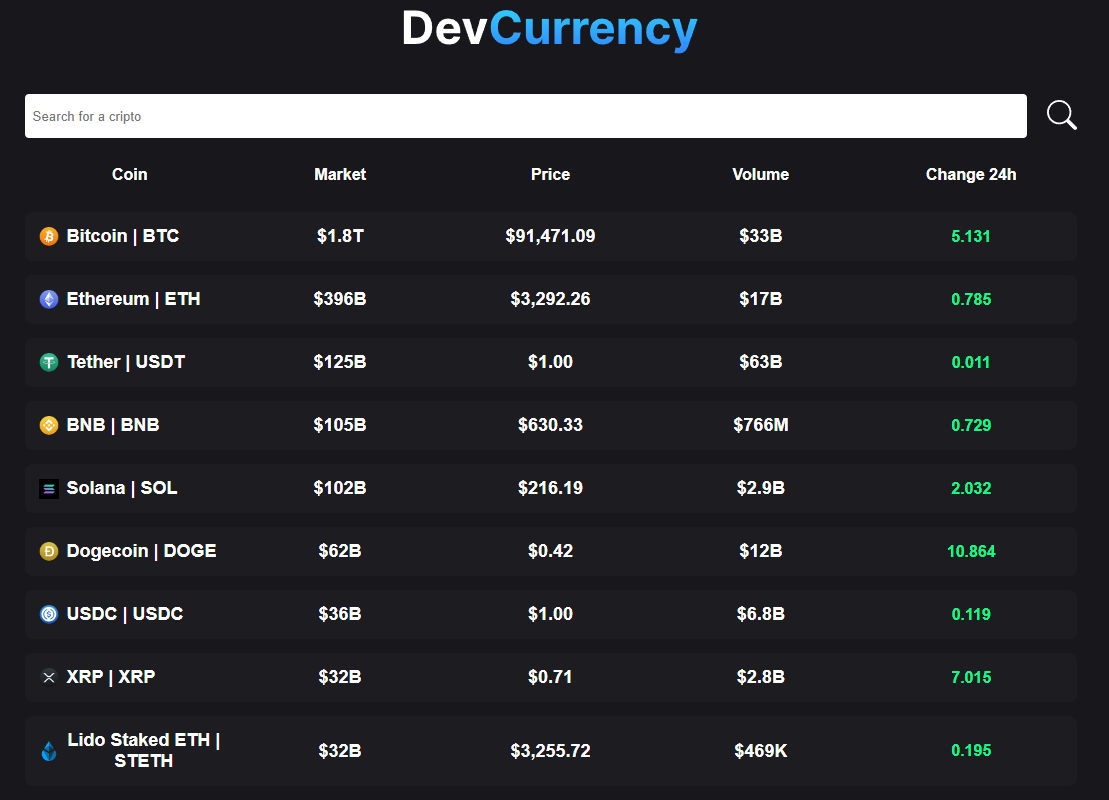 DevCurrency
Search for a cripto
Coin Market Price Volume Change 24h
Bitcoin | BTC $1.8T $91,471.09 $33B 5.131
Ethereum | ETH $396B $3,292.26 $17B 0.785
Tether | USDT $125B $1.00 $63B 0.011
BNB | BNB $105B $630.33 $766M 0.729
Solana | SOL $102B $216.19 $2.9B 2.032
Dogecoin | DOGE $62B $0.42 $12B 10.864
USDC | USDC $36B $1.00 $6.8B 0.119
XRP | XRP $32B $0.71 $2.8B 7.015
Lido Staked ETH |
STETH $32B $3,255.72 $469K 0.195